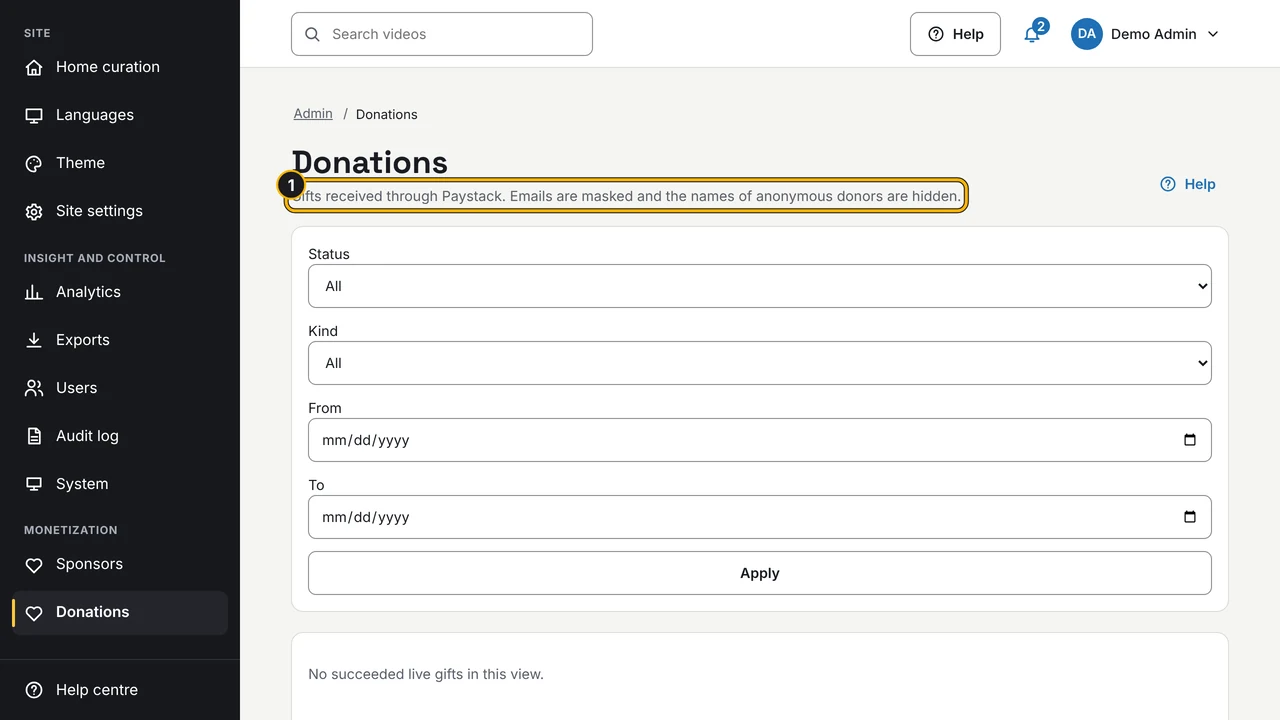 SITE
Home curation
Languages
Theme
Site settings
INSIGHT AND CONTROL
Analytics
Exports
Users
Audit log
System
MONETIZATION
Sponsors
Donations
Help centre
Search videos
Help
2
DA
Demo Admin
Admin / Donations
Donations
1
Gifts received through Paystack. Emails are masked and the names of anonymous donors are hidden.
Help
Status
All
Kind
All
From
mm/dd/yyyy
To
mm/dd/yyyy
Apply
No succeeded live gifts in this view.